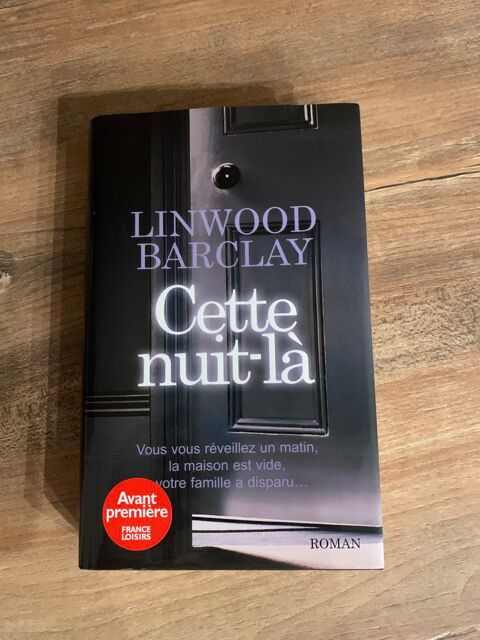 LINWOOD
BARCLAY
Cette
nuit-là
Vous vous réveillez un matin,
la maison est vide,
votre famille a disparu...
Avant
première
FRANCE
LOISIRS
ROMAN